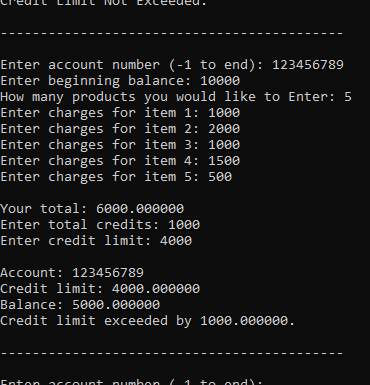 Credit Limit Not Exceeded.
-------------------------------------------
Enter account number (-1 to end): 123456789
Enter beginning balance: 10000
How many products you would like to Enter: 5
Enter charges for item 1: 1000
Enter charges for item 2: 2000
Enter charges for item 3: 1000
Enter charges for item 4: 1500
Enter charges for item 5: 500
Your total: 6000.000000
Enter total credits: 1000
Enter credit limit: 4000
Account: 123456789
Credit limit: 4000.000000
Balance: 5000.000000
Credit limit exceeded by 1000.000000.
-------------------------------------------
Enter account number (-1 to end):